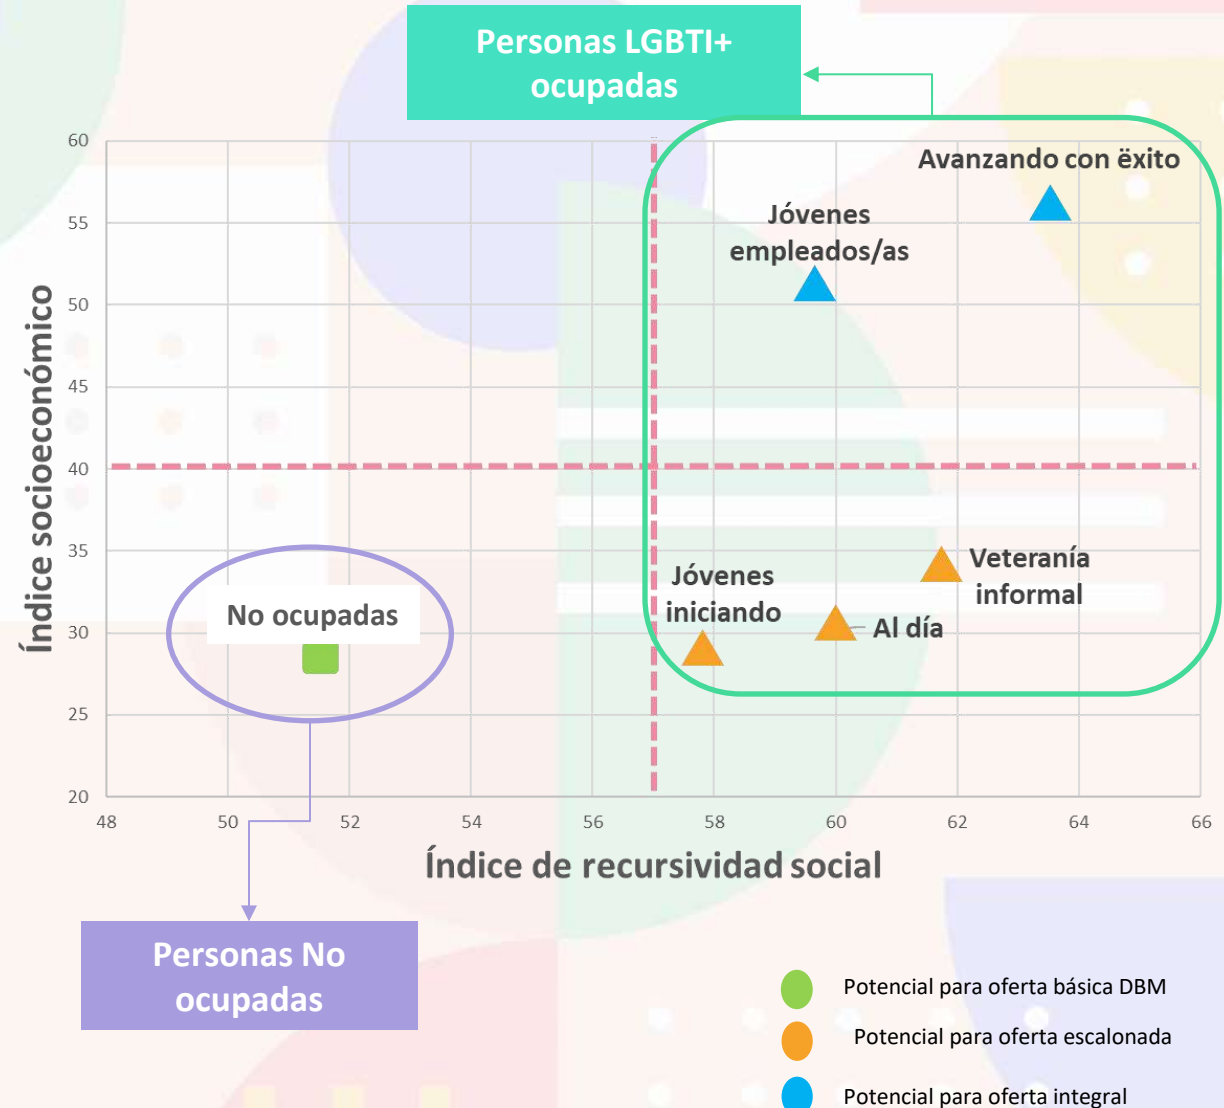 Personas LGBTI+
ocupadas
60
55
50
45
40
35
30
25
20
Índice socioeconómico
Avanzando con ëxito
Jóvenes
empleados/as
Veteranía
informal
Jóvenes
iniciando
Al día
No ocupadas
48 50 52 54 56 58 60 62 64 66
Índice de recursividad social
Personas No
ocupadas
Potencial para oferta básica DBM
Potencial para oferta escalonada
Potencial para oferta integral